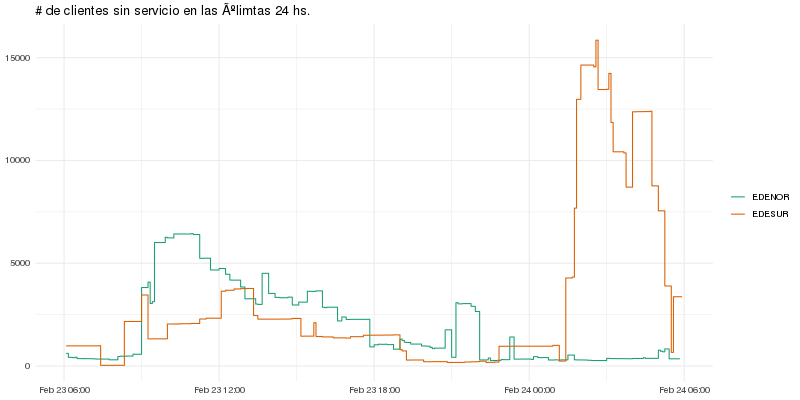 # de clientes sin servicio en las Ãºlimtas 24 hs.
15000
10000
5000
0
Feb 23 06:00 Feb 23 12:00 Feb 23 18:00 Feb 24 00:00 Feb 24 06:00
EDENOR
EDESUR